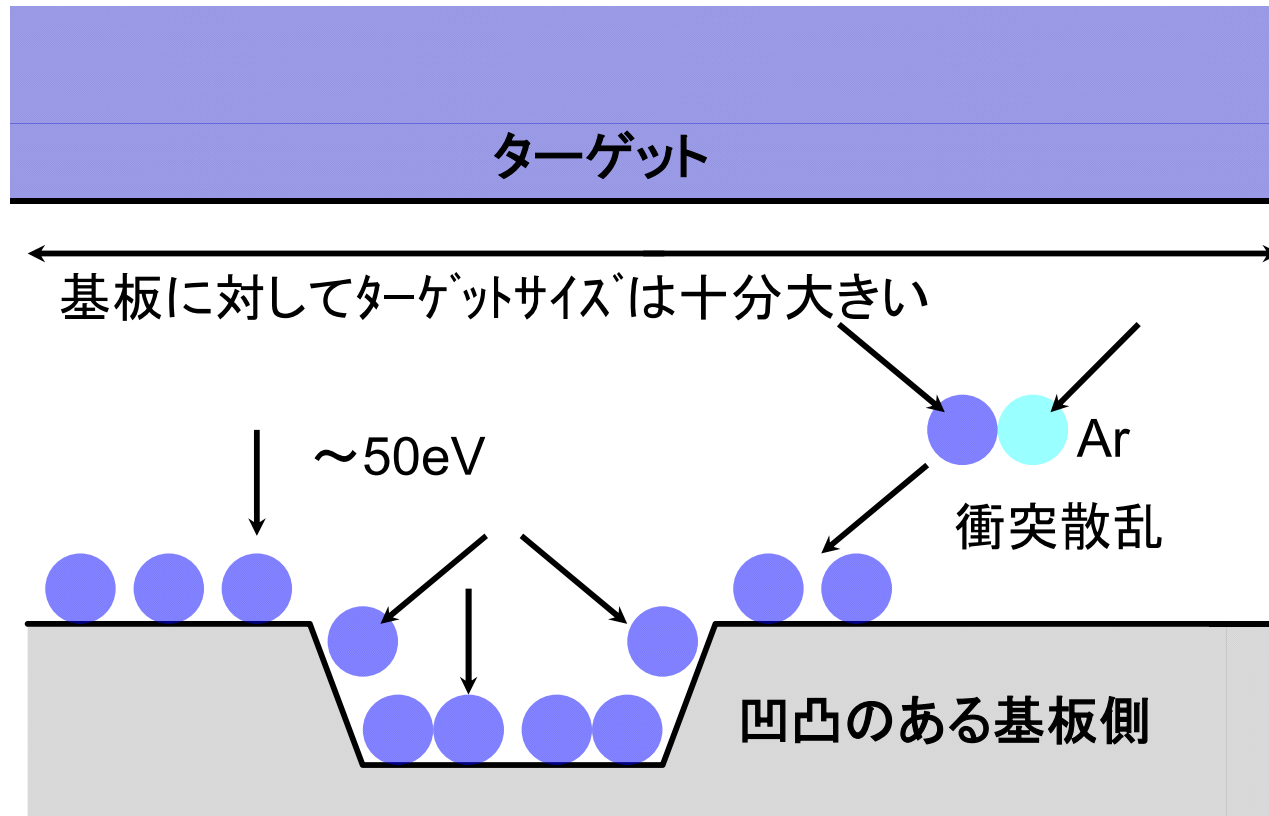 ターゲット
基板に対してﾀｰｹﾞｯﾄサイズは十分大きい
～50eV
Ar
衝突散乱
凹凸のある基板側